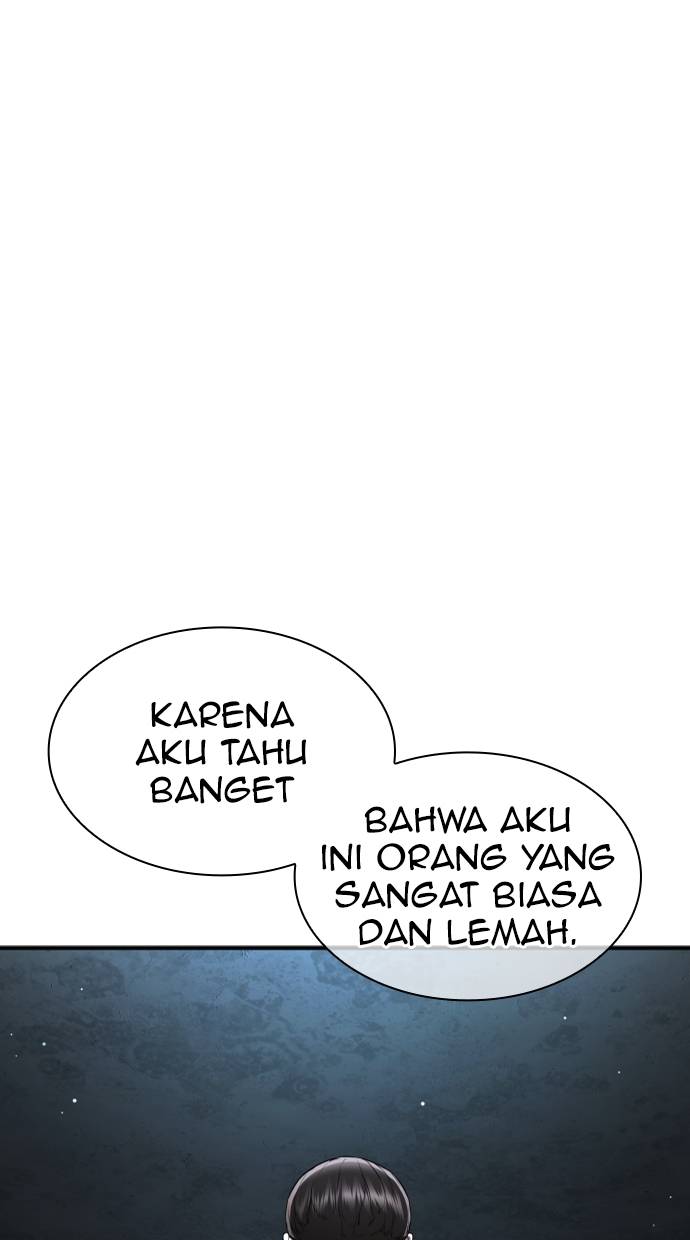 KARENA
AKU TAHU
BANGET
BAHWA AKU
INI ORANG YANG
SANGAT BIASA
DAN LEMAH.